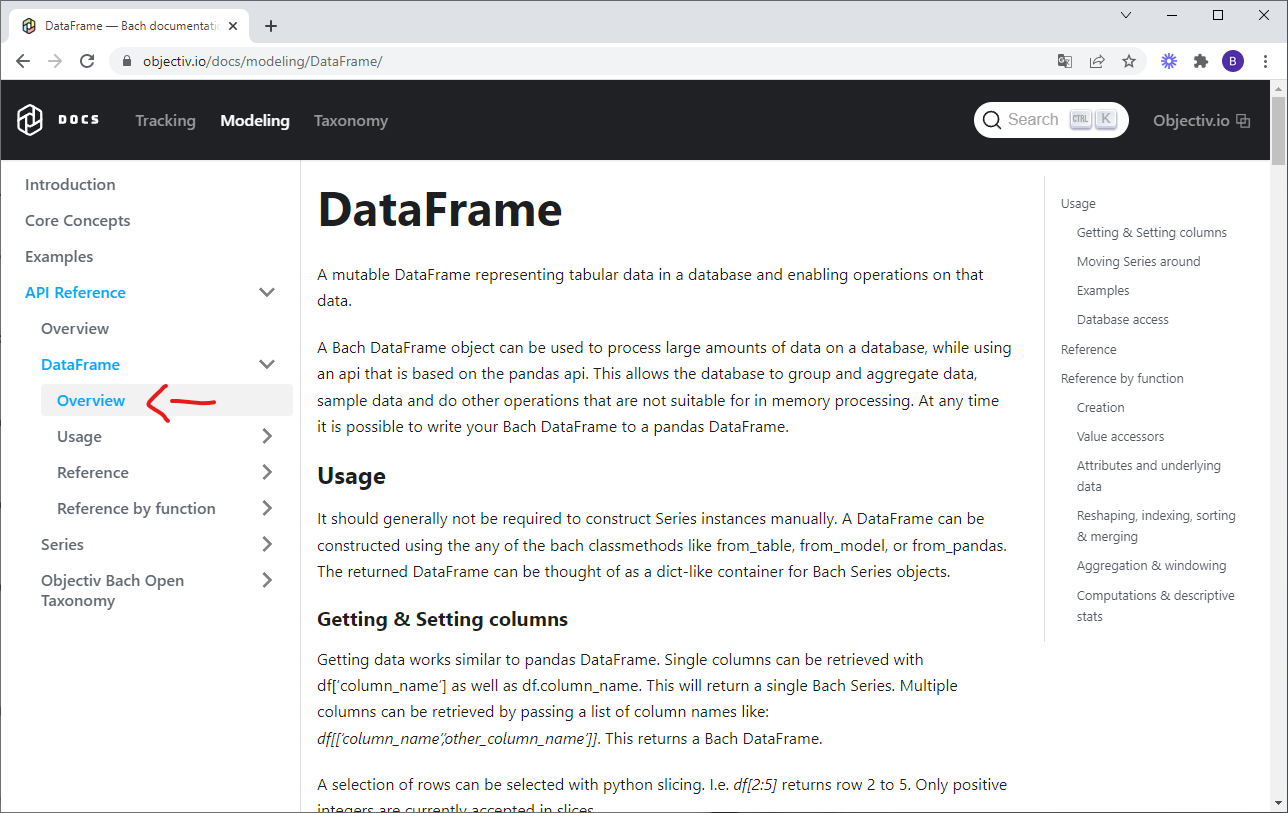 DataFrame — Bach documentatio
objectiv.io/docs/modeling/DataFrame/
B
DOCS
Tracking
Modeling
Taxonomy
Search
CTRL
K
Objectiv.io
Introduction
Core Concepts
Examples
API Reference
Overview
DataFrame
Overview
Usage
Reference
Reference by function
Series
Objectiv Bach Open
Taxonomy
DataFrame
A mutable DataFrame representing tabular data in a database and enabling operations on that
data.
A Bach DataFrame object can be used to process large amounts of data on a database, while using
an api that is based on the pandas api. This allows the database to group and aggregate data,
sample data and do other operations that are not suitable for in memory processing. At any time
it is possible to write your Bach DataFrame to a pandas DataFrame.
Usage
It should generally not be required to construct Series instances manually. A DataFrame can be
constructed using the any of the bach classmethods like from_table, from_model, or from_pandas.
The returned DataFrame can be thought of as a dict-like container for Bach Series objects.
Getting & Setting columns
Getting data works similar to pandas DataFrame. Single columns can be retrieved with
df[‘column_name’] as well as df.column_name. This will return a single Bach Series. Multiple
columns can be retrieved by passing a list of column names like:
df[[‘column_name’,’other_column_name’]]. This returns a Bach DataFrame.
A selection of rows can be selected with python slicing. I.e. df[2:5] returns row 2 to 5. Only positive
integers are currently accepted in slices.
Usage
Getting & Setting columns
Moving Series around
Examples
Database access
Reference
Reference by function
Creation
Value accessors
Attributes and underlying
data
Reshaping, indexing, sorting
& merging
Aggregation & windowing
Computations & descriptive
stats